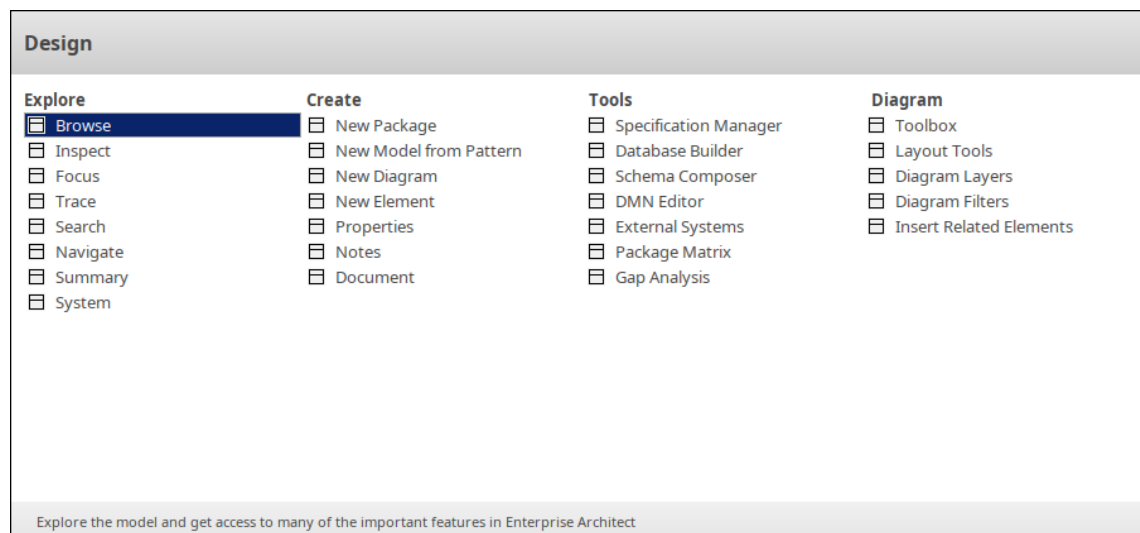 Design
Explore
Browse
Inspect
Focus
Trace
Search
Navigate
Summary
System
Create
New Package
New Model from Pattern
New Diagram
New Element
Properties
Notes
Document
Tools
Specification Manager
Database Builder
Schema Composer
DMN Editor
External Systems
Package Matrix
Gap Analysis
Diagram
Toolbox
Layout Tools
Diagram Layers
Diagram Filters
Insert Related Elements
Explore the model and get access to many of the important features in Enterprise Architect